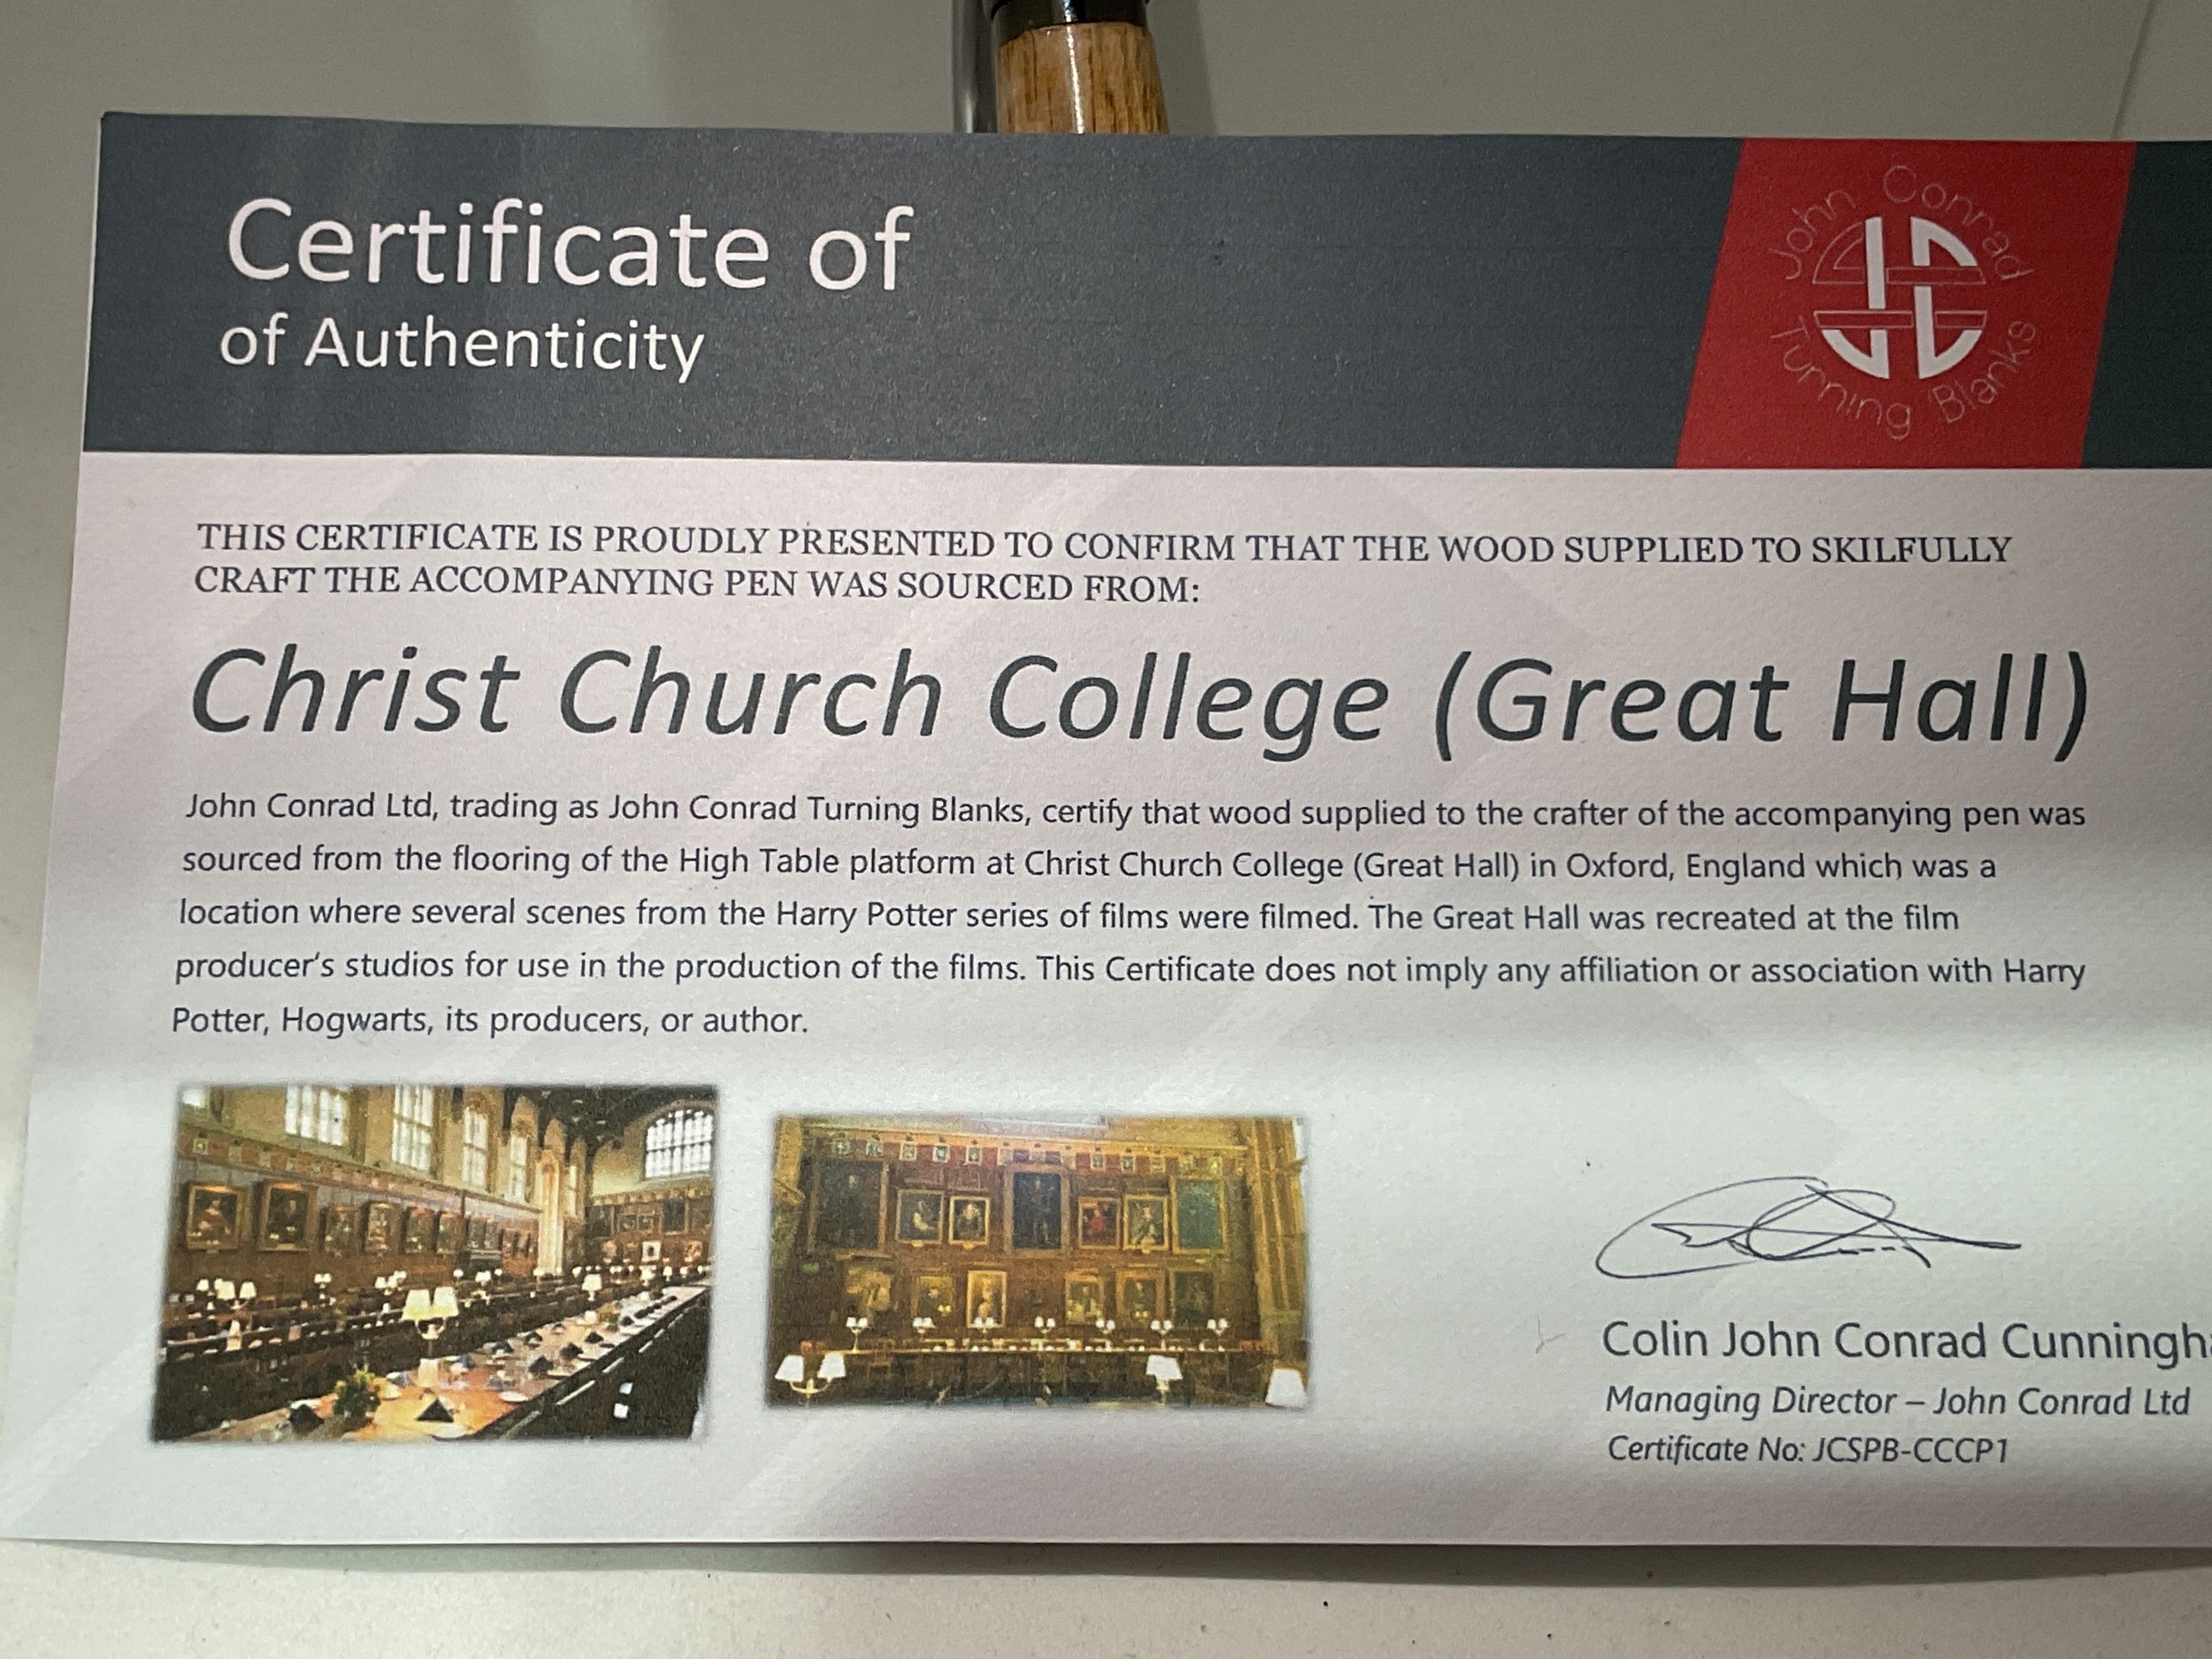 Certificate of
of Authenticity
John Conrad
Turning Blanks
THIS CERTIFICATE IS PROUDLY PRESENTED TO CONFIRM THAT THE WOOD SUPPLIED TO SKILFULLY
CRAFT THE ACCOMPANYING PEN WAS SOURCED FROM:
Christ Church College (Great Hall)
John Conrad Ltd, trading as John Conrad Turning Blanks, certify that wood supplied to the crafter of the accompanying pen was
sourced from the flooring of the High Table platform at Christ Church College (Great Hall) in Oxford, England which was a
location where several scenes from the Harry Potter series of films were filmed. The Great Hall was recreated at the film
producer's studios for use in the production of the films. This Certificate does not imply any affiliation or association with Harry
Potter, Hogwarts, its producers, or author.
Colin John Conrad
Managing Director – John Conrad Ltd
Certificate No: JCSPB-CCCP1